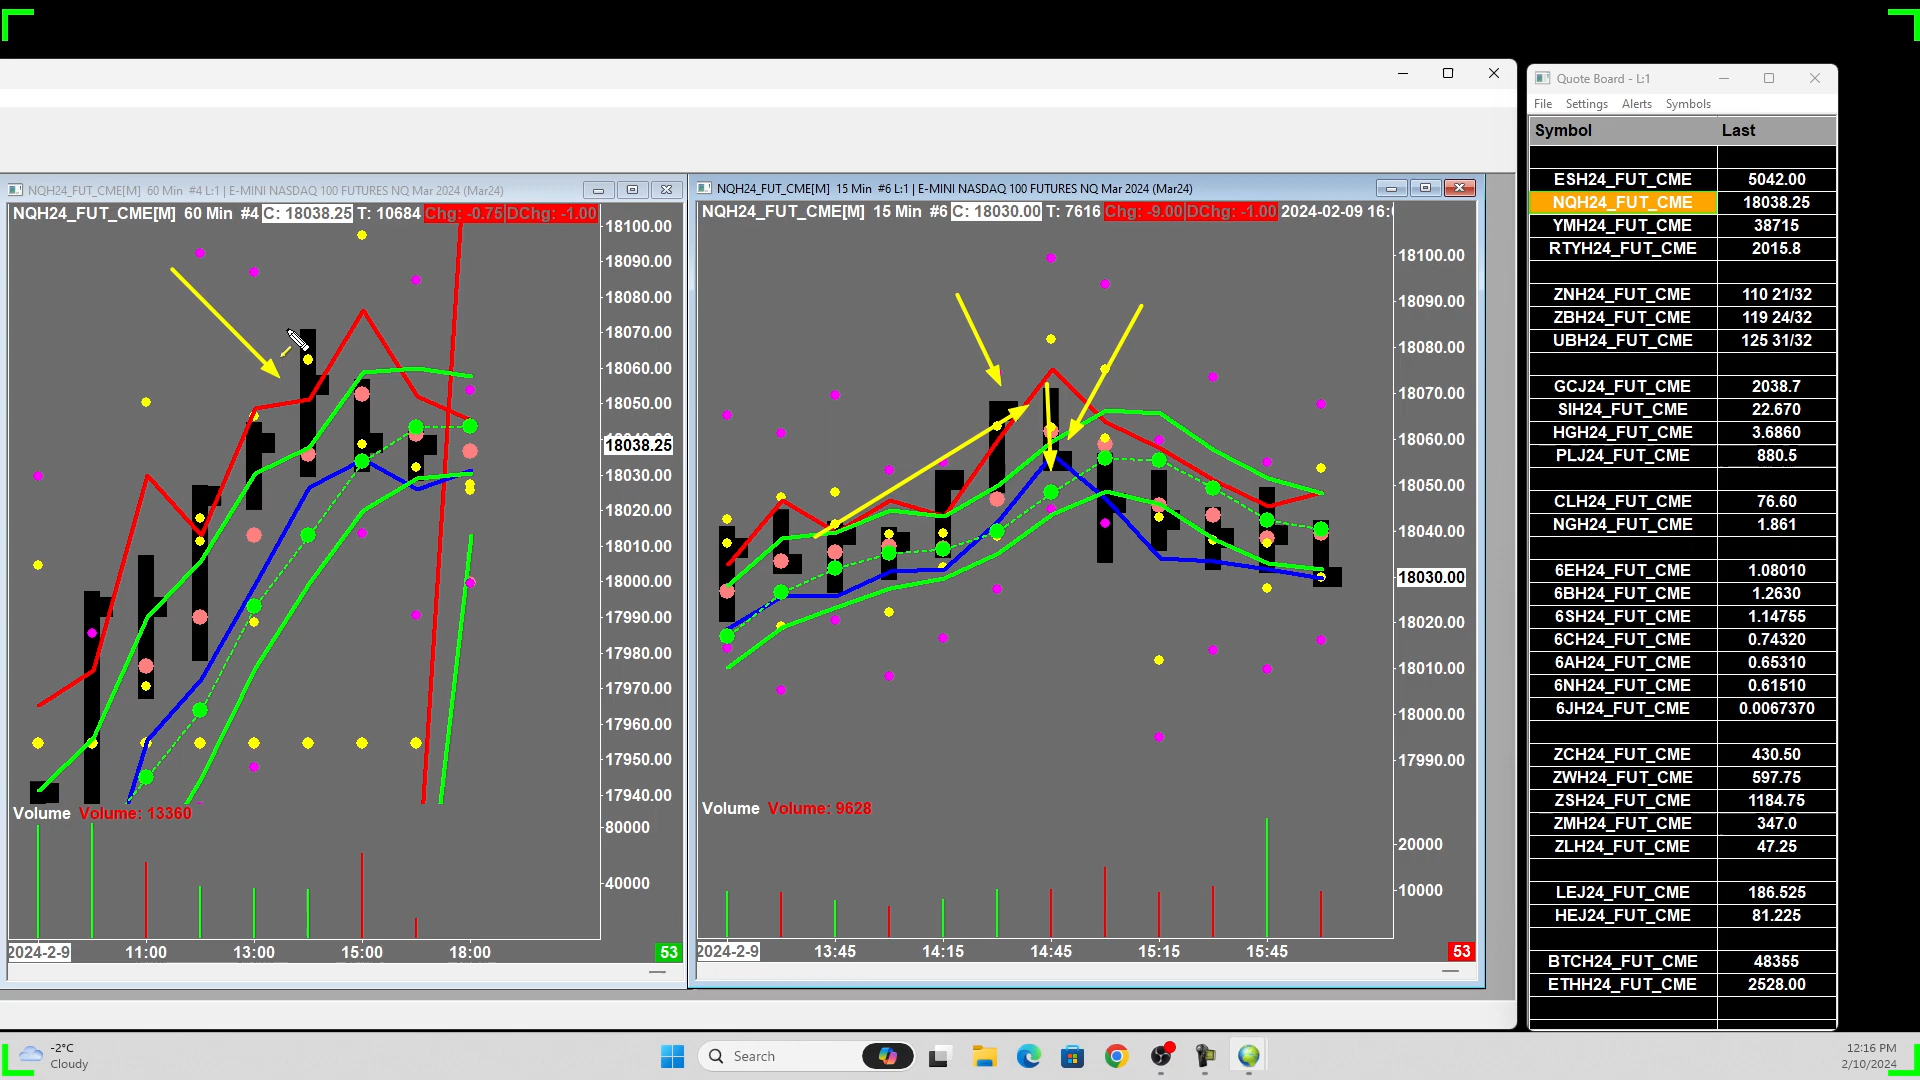 Quote Board - L:1
File Settings Alerts Symbols
Symbol Last
ESH24_FUT_CME 5042.00
NQH24_FUT_CME 18038.25
YMH24_FUT_CME 38715
RTYH24_FUT_CME 2015.8
ZNH24_FUT_CME 110 21/32
ZBH24_FUT_CME 119 24/32
UBH24_FUT_CME 125 31/32
GCJ24_FUT_CME 2038.7
SIH24_FUT_CME 22.670
HGH24_FUT_CME 3.6860
PLJ24_FUT_CME 880.5
CLH24_FUT_CME 76.60
NGH24_FUT_CME 1.861
6EH24_FUT_CME 1.08010
6BH24_FUT_CME 1.2630
6SH24_FUT_CME 1.14755
6CH24_FUT_CME 0.74320
6AH24_FUT_CME 0.65310
6NH24_FUT_CME 0.61510
6JH24_FUT_CME 0.0067370
ZCH24_FUT_CME 430.50
ZWH24_FUT_CME 597.75
ZSH24_FUT_CME 1184.75
ZMH24_FUT_CME 347.0
ZLH24_FUT_CME 47.25
LEJ24_FUT_CME 186.525
HEJ24_FUT_CME 81.225
BTCH24_FUT_CME 48355
ETHH24_FUT_CME 2528.00
NQH24_FUT_CME[M] 60 Min #4 L:1 | E-MINI NASDAQ 100 FUTURES NQ Mar 2024 (Mar24)
NQH24_FUT_CME[M] 60 Min #4 C: 18038.25 T: 10684 Chg: -0.75 DChg: -1.00
18100.00
18090.00
18080.00
18070.00
18060.00
18050.00
18038.25
18030.00
18020.00
18010.00
18000.00
17990.00
17980.00
17970.00
17960.00
17950.00
17940.00
Volume Volume: 13360
80000
40000
2024-2-9 11:00 13:00 15:00 18:00 53
NQH24_FUT_CME[M] 15 Min #6 L:1 | E-MINI NASDAQ 100 FUTURES NQ Mar 2024 (Mar24)
NQH24_FUT_CME[M] 15 Min #6 C: 18030.00 T: 7616 Chg: -9.00 DChg: -1.00 2024-02-09 16:
18100.00
18090.00
18080.00
18070.00
18060.00
18050.00
18040.00
18030.00
18020.00
18010.00
18000.00
17990.00
Volume Volume: 9628
20000
10000
2024-2-9 13:45 14:15 14:45 15:15 15:45 53
-2°C
Cloudy
Search
12:16 PM
2/10/2024